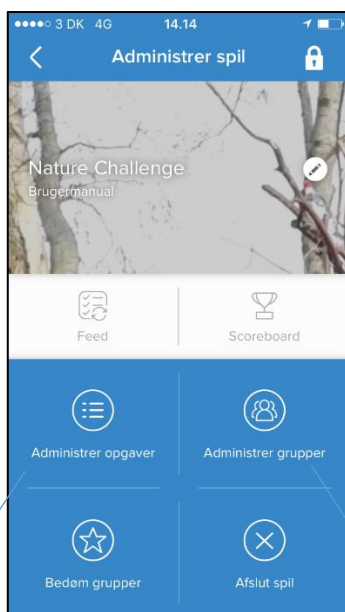 3 DK 4G 14.14
Administrer spil
Nature Challenge
Brugermanual
Feed Scoreboard
Administrer opgaver Administrer grupper
Bedøm grupper Afslut spil